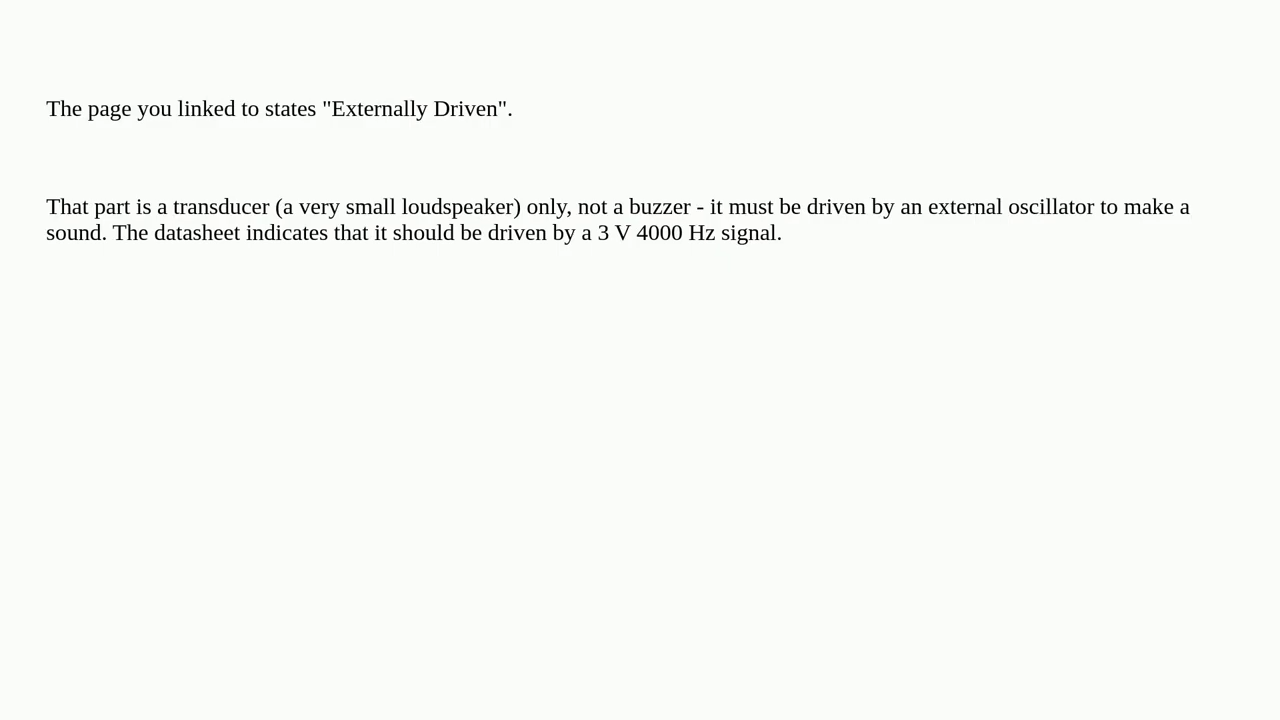 The page you linked to states "Externally Driven".
That part is a transducer (a very small loudspeaker) only, not a buzzer - it must be driven by an external oscillator to make a
sound. The datasheet indicates that it should be driven by a 3 V 4000 Hz signal.